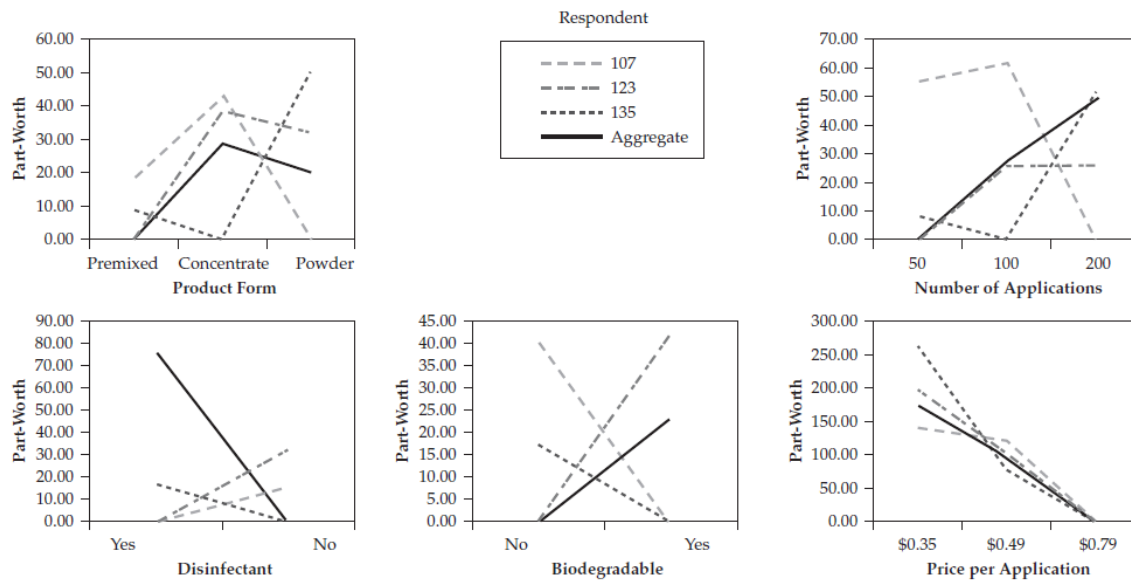 Respondent
107
123
135
Aggregate
60.00
50.00
40.00
30.00
20.00
10.00
0.00
Part-Worth
Premixed Concentrate Powder
Product Form
70.00
60.00
50.00
40.00
30.00
20.00
10.00
0.00
Part-Worth
50 100 200
Number of Applications
90.00
80.00
70.00
60.00
50.00
40.00
30.00
20.00
10.00
0.00
Part-Worth
Yes No
Disinfectant
45.00
40.00
35.00
30.00
25.00
20.00
15.00
10.00
5.00
0.00
Part-Worth
No Yes
Biodegradable
300.00
250.00
200.00
150.00
100.00
50.00
0.00
Part-Worth
$0.35 $0.49 $0.79
Price per Application